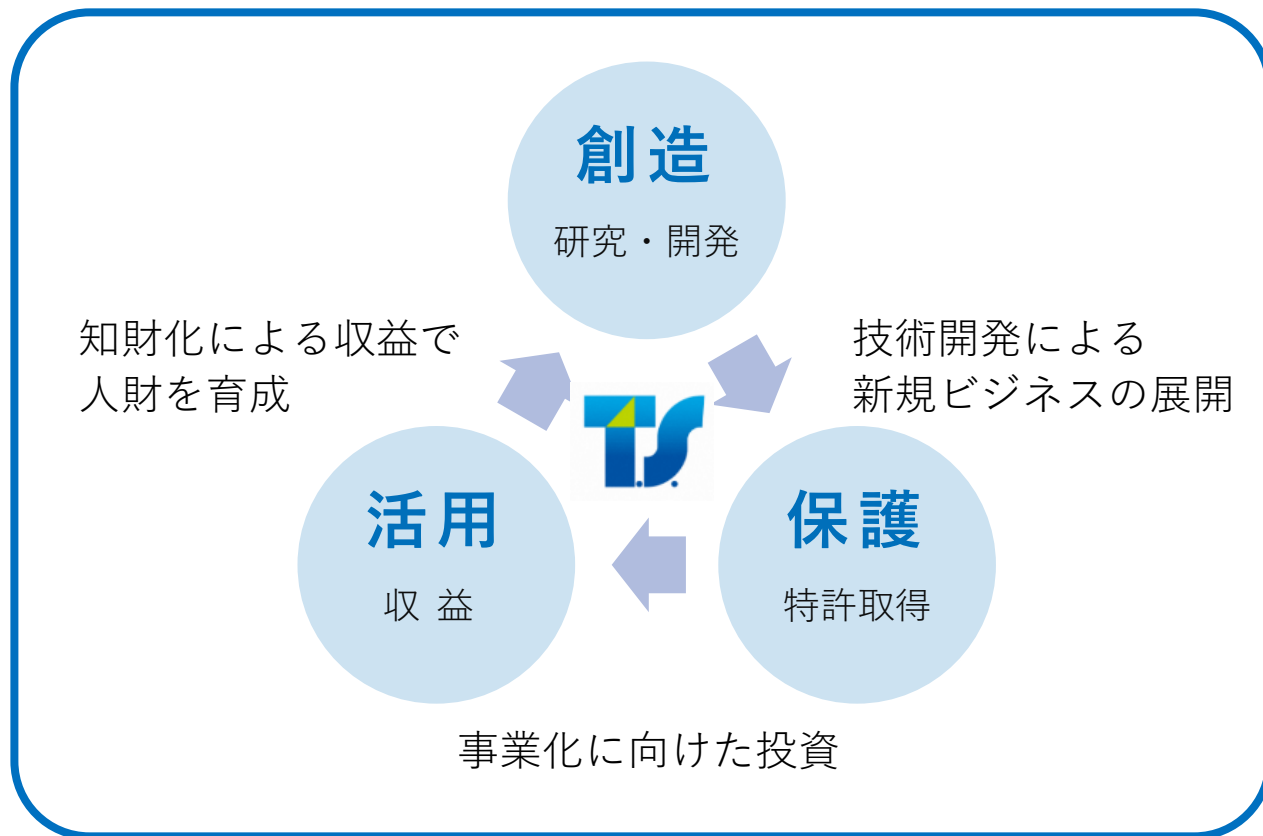 創造
研究・開発
知財化による収益で
人財を育成
技術開発による
新規ビジネスの展開
T.S.
活用
収 益
保護
特許取得
事業化に向けた投資